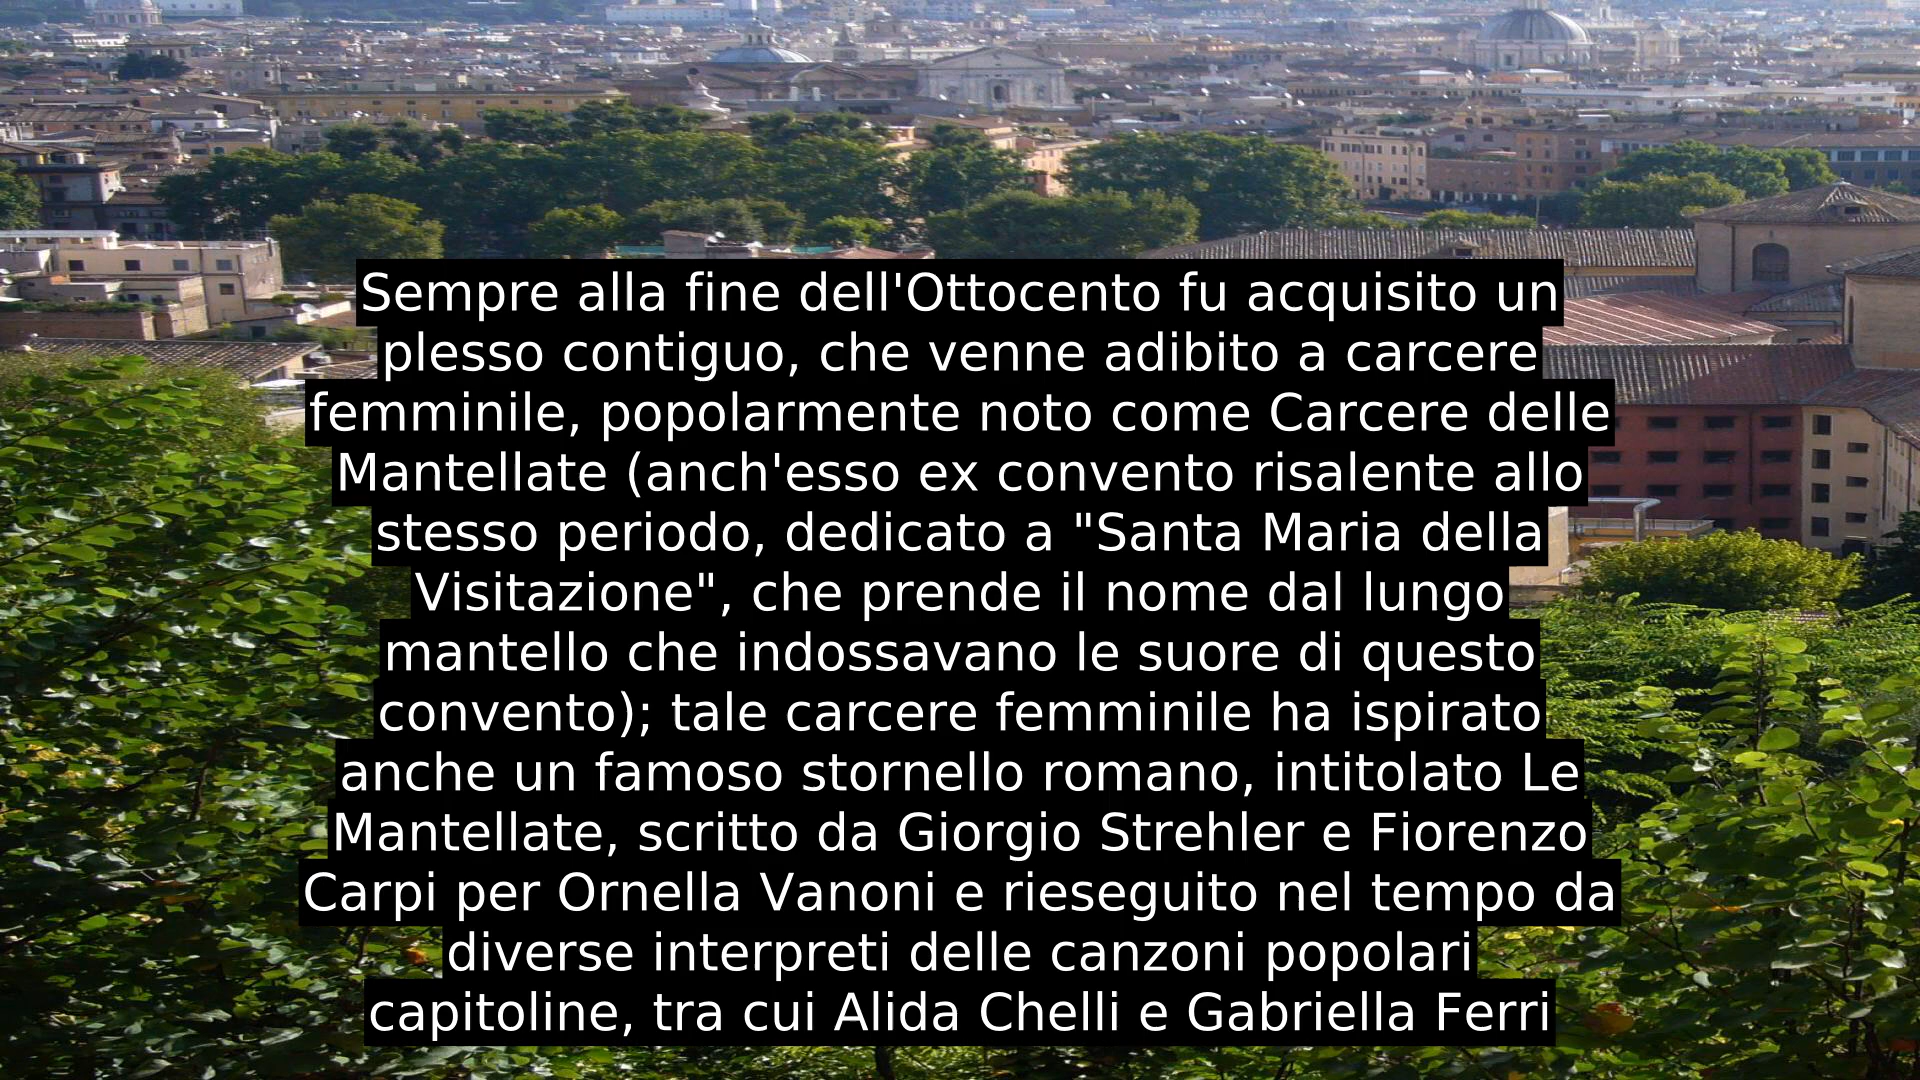 Sempre alla fine dell'Ottocento fu acquisito un
plesso contiguo, che venne adibito a carcere
femminile, popolarmente noto come Carcere delle
Mantellate (anch'esso ex convento risalente allo
stesso periodo, dedicato a "Santa Maria della
Visitazione", che prende il nome dal lungo
mantello che indossavano le suore di questo
convento); tale carcere femminile ha ispirato
anche un famoso stornello romano, intitolato Le
Mantellate, scritto da Giorgio Strehler e Fiorenzo
Carpi per Ornella Vanoni e rieseguito nel tempo da
diverse interpreti delle canzoni popolari
capitoline, tra cui Alida Chelli e Gabriella Ferri